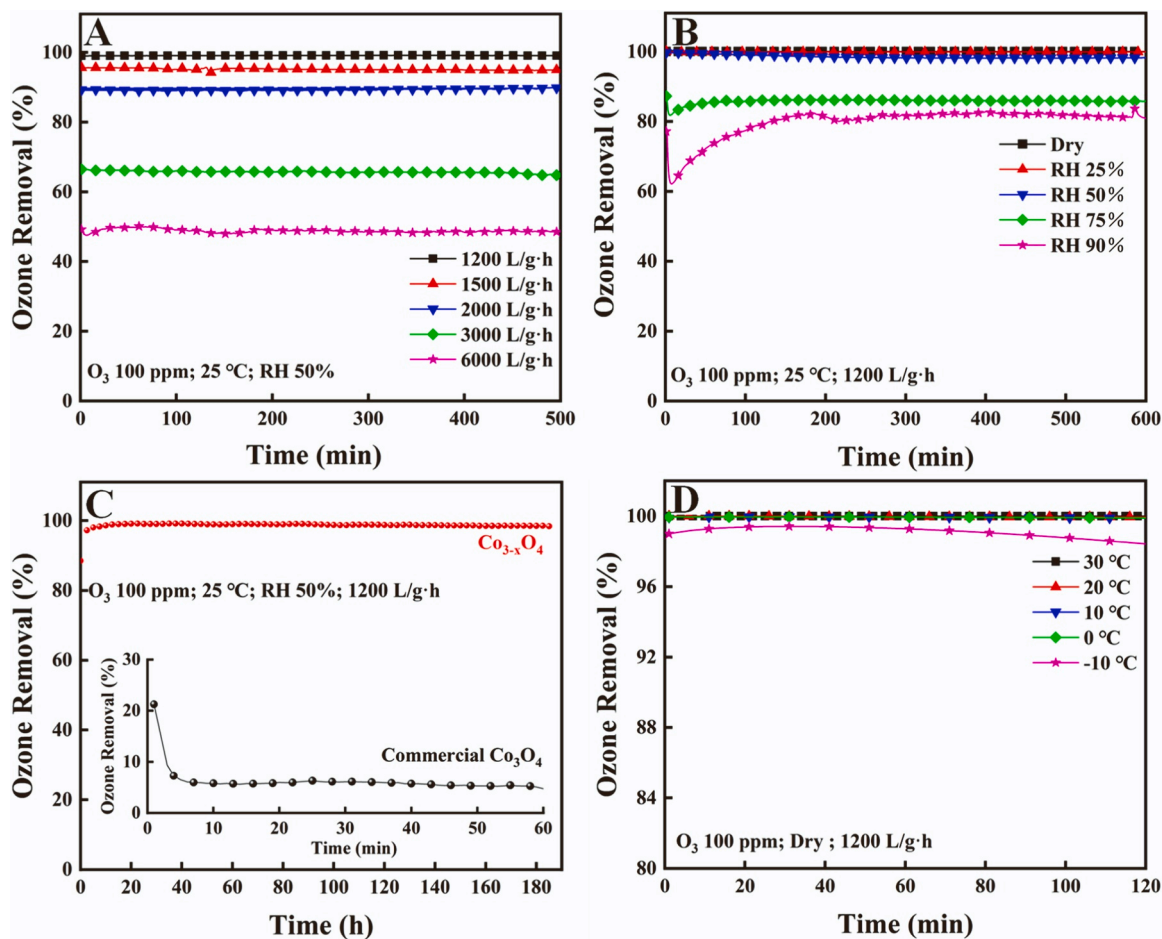 A
Ozone Removal (%)
100
80
60
40
20
0
1200 L/g·h
1500 L/g·h
2000 L/g·h
3000 L/g·h
6000 L/g·h
O₃ 100 ppm; 25 ℃; RH 50%
0 100 200 300 400 500
Time (min)
B
Ozone Removal (%)
100
80
60
40
20
0
Dry
RH 25%
RH 50%
RH 75%
RH 90%
O₃ 100 ppm; 25 ℃; 1200 L/g·h
0 100 200 300 400 500 600
Time (min)
C
Ozone Removal (%)
100
80
60
40
20
0
Co₃₋ₓO₄
O₃ 100 ppm; 25 ℃; RH 50%; 1200 L/g·h
Ozone Removal (%)
30
20
10
0
Commercial Co₃O₄
0 10 20 30 40 50 60
Time (min)
0 20 40 60 80 100 120 140 160 180
Time (h)
D
Ozone Removal (%)
100
96
92
88
84
80
30 ℃
20 ℃
10 ℃
0 ℃
-10 ℃
O₃ 100 ppm; Dry ; 1200 L/g·h
0 20 40 60 80 100 120
Time (min)